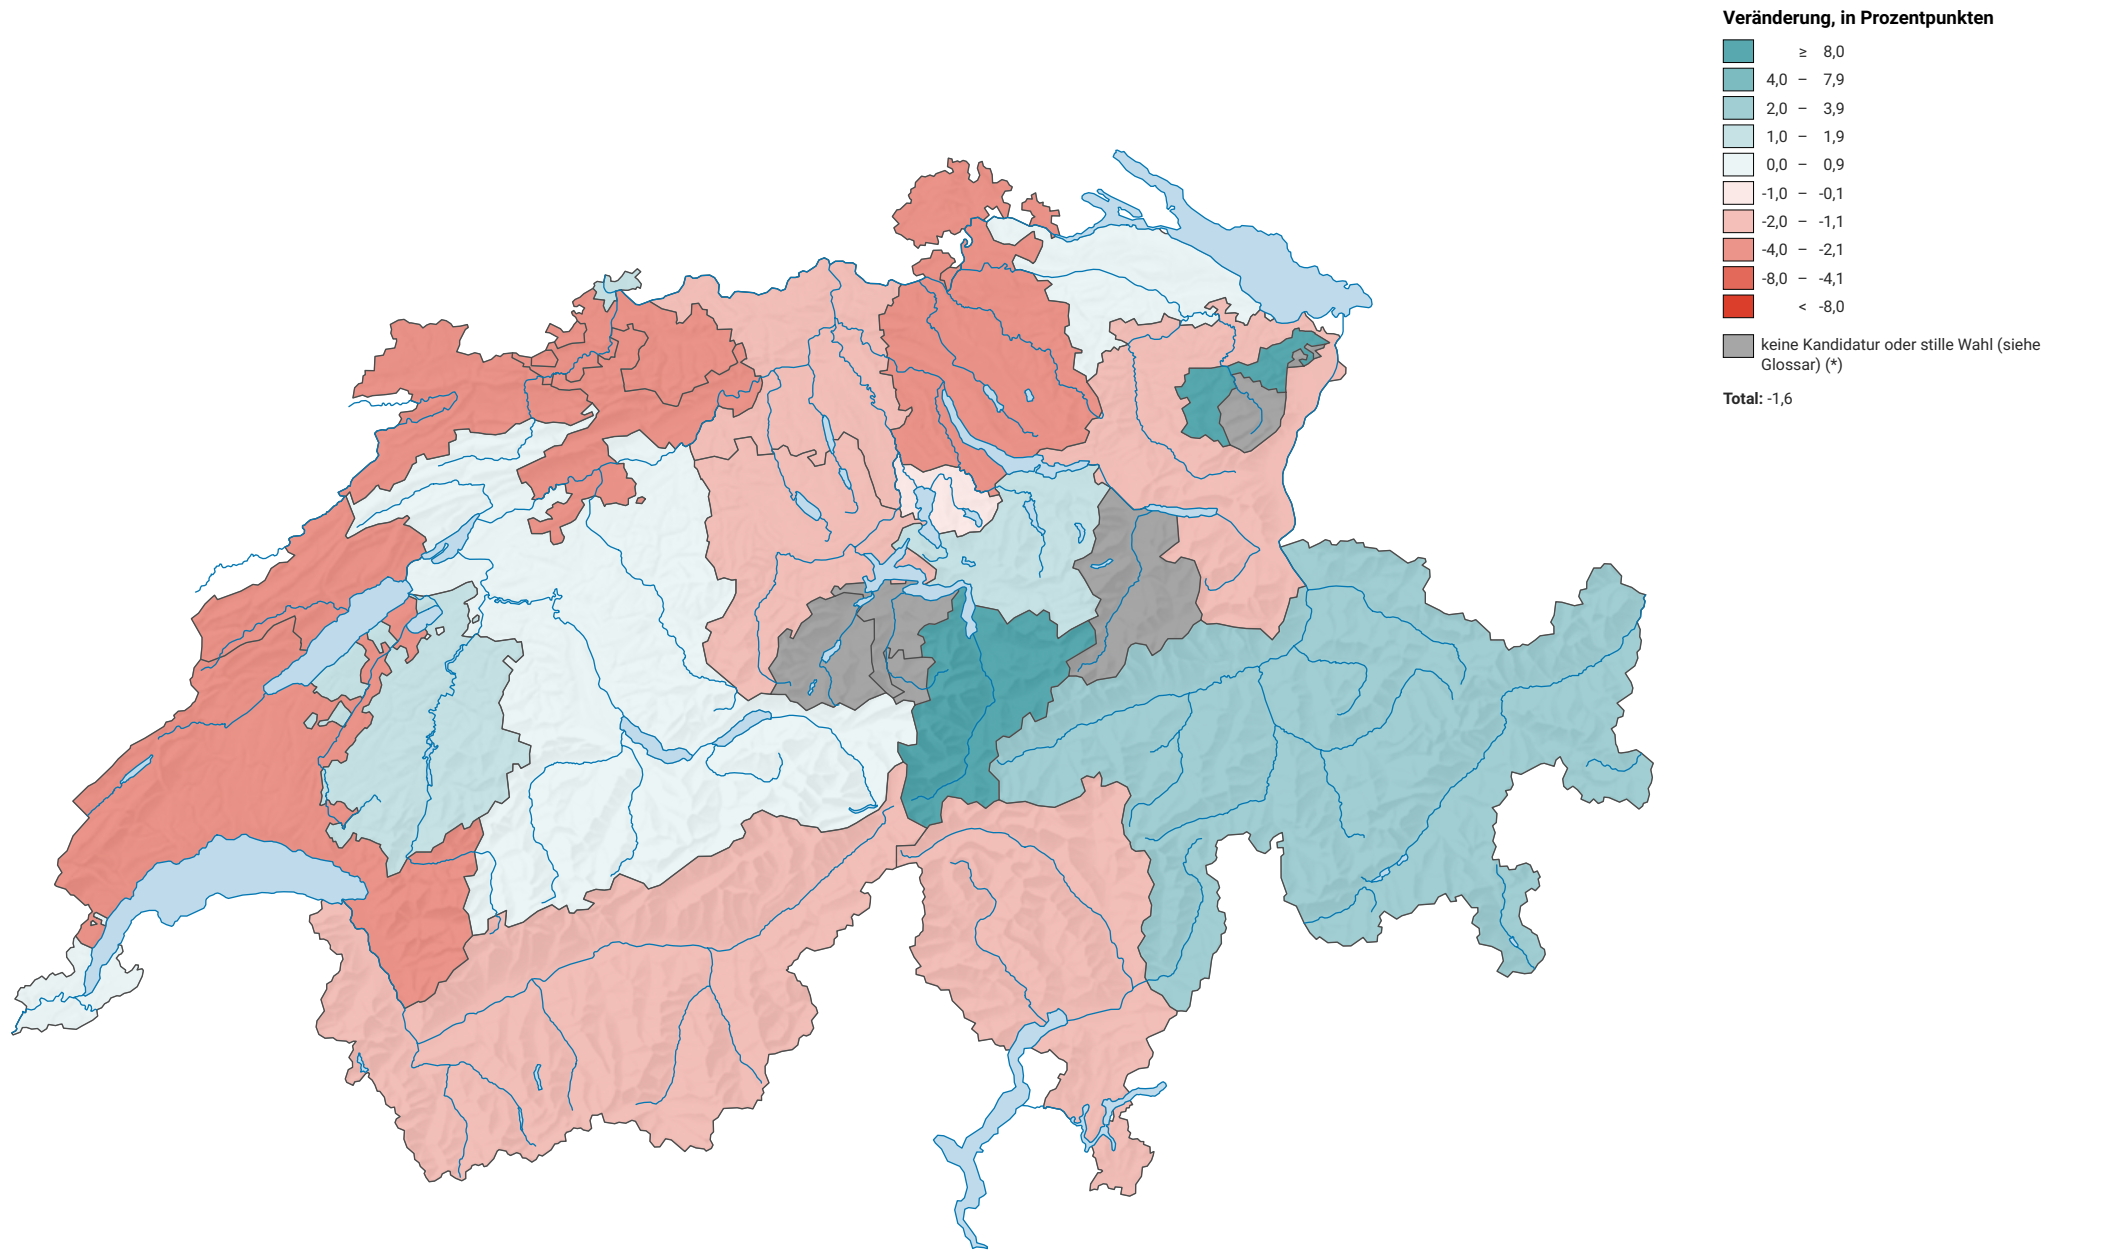 Veränderung, in Prozentpunkten
≥ 8,0
4,0 – 7,9
2,0 – 3,9
1,0 – 1,9
0,0 – 0,9
-1,0 – -0,1
-2,0 – -1,1
-4,0 – -2,1
-8,0 – -4,1
< -8,0
keine Kandidatur oder stille Wahl (siehe
Glossar) (*)
Total: -1,6